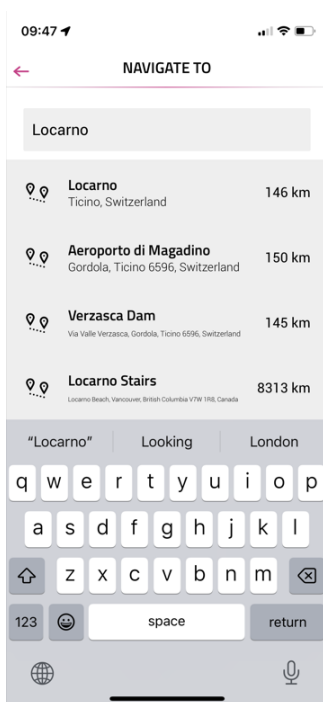 09:47
NAVIGATE TO
Locarno
Locarno
Ticino, Switzerland
146 km
Aeroporto di Magadino
Gordola, Ticino 6596, Switzerland
150 km
Verzasca Dam
Via Valle Verzasca, Gordola, Ticino 6596, Switzerland
145 km
Locarno Stairs
Locarno Beach, Vancouver, British Columbia V7W 1R8, Canada
8313 km
“Locarno” Looking London
q w e r t y u i o p
a s d f g h j k l
z x c v b n m
123 space return